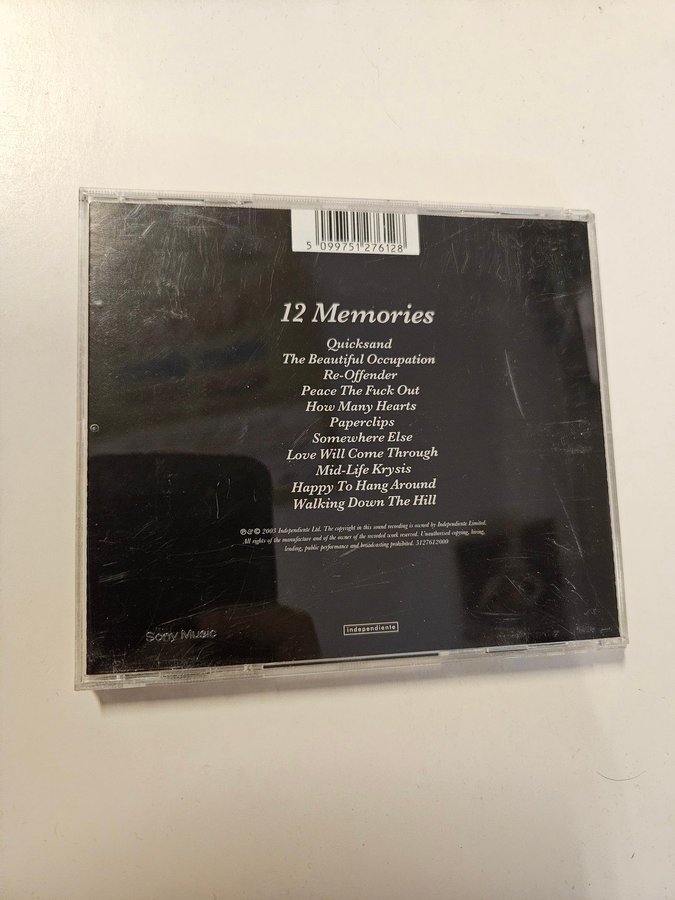 5 099751 276128
12 Memories
Quicksand
The Beautiful Occupation
Re-Offender
Peace The Fuck Out
How Many Hearts
Paperclips
Somewhere Else
Love Will Come Through
Mid-Life Krysis
Happy To Hang Around
Walking Down The Hill
℗ & © 2003 Independiente Ltd. The copyright in this sound recording is owned by Independiente Limited.
All rights of the manufacture and of the owner of the recorded work reserved. Unauthorised copying, hiring,
lending, public performance and broadcasting prohibited. 5127612000
Sony Music
independiente